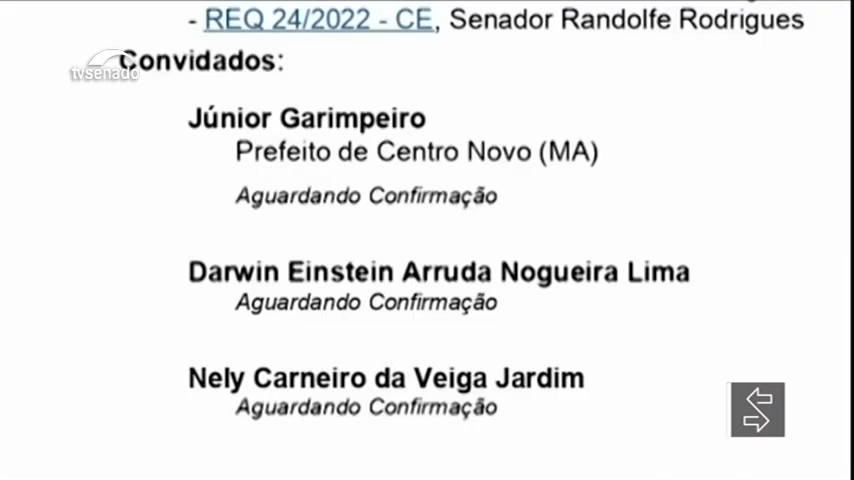 - REQ 24/2022 - CE, Senador Randolfe Rodrigues
Convidados:
tvsenado
Júnior Garimpeiro
Prefeito de Centro Novo (MA)
Aguardando Confirmação
Darwin Einstein Arruda Nogueira Lima
Aguardando Confirmação
Nely Carneiro da Veiga Jardim
Aguardando Confirmação